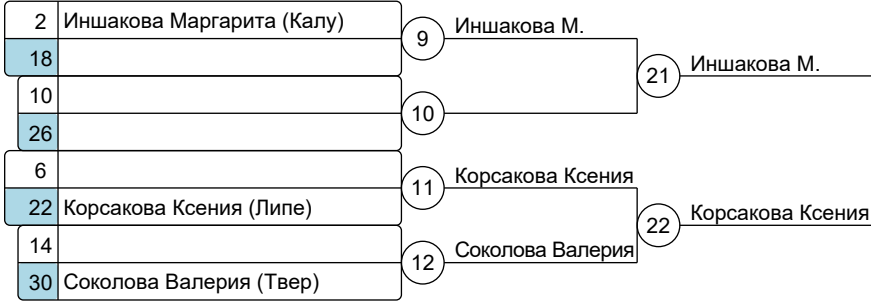 2 Иншакова Маргарита (Калу)
9 Иншакова М.
18
21 Иншакова М.
10
10
26
6
11 Корсакова Ксения
22 Корсакова Ксения (Липе)
22 Корсакова Ксения
14
12 Соколова Валерия
30 Соколова Валерия (Твер)